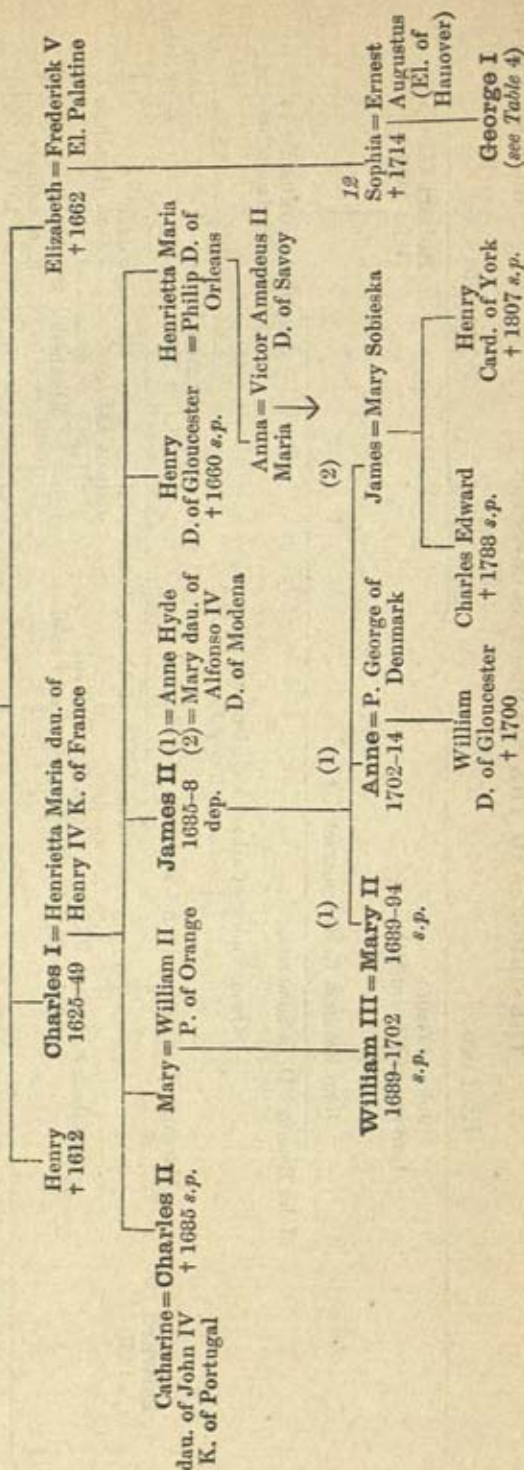 Henry
† 1612
Charles I = Henrietta Maria dau. of
1625–49 Henry IV K. of France
Elizabeth = Frederick V
† 1662 El. Palatine
Catharine = Charles II
dau. of John IV † 1685 s.p.
K. of Portugal
Mary = William II
P. of Orange
James II (1) = Anne Hyde
1685–8 (2) = Mary dau. of
dep. Alfonso IV
D. of Modena
Henry
D. of Gloucester
† 1660 s.p.
Henrietta Maria
= Philip D. of
Orleans
Anna = Victor Amadeus II
Maria D. of Savoy
(1)
(1)
(2)
12
William III = Mary II
1689–1702 1689–94
s.p. s.p.
Anne = P. George of
1702–14 Denmark
James = Mary Sobieska
Sophia = Ernest
† 1714 Augustus
(El. of
Hanover)
William
D. of Gloucester
† 1700
Charles Edward
† 1788 s.p.
Henry
Card. of York
† 1807 s.p.
George I
(see Table 4)